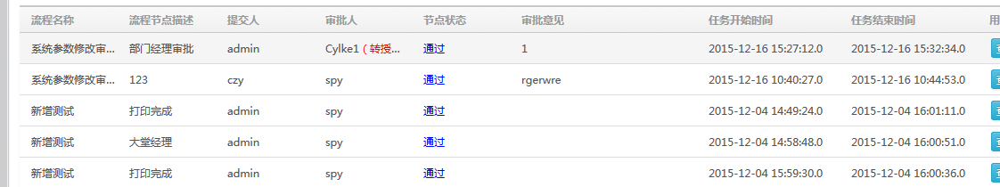 流程名称 流程节点描述 提交人 审批人 节点状态 审批意见 任务开始时间 任务结束时间 用
系统参数修改审... 部门经理审批 admin Cylke1（转授... 通过 1 2015-12-16 15:27:12.0 2015-12-16 15:32:34.0
系统参数修改审... 123 czy spy 通过 rgerwre 2015-12-16 10:40:27.0 2015-12-16 10:44:53.0
新增测试 打印完成 admin spy 通过 2015-12-04 14:49:24.0 2015-12-04 16:01:11.0
新增测试 大堂经理 admin spy 通过 2015-12-04 14:58:48.0 2015-12-04 16:00:51.0
新增测试 打印完成 admin spy 通过 2015-12-04 15:59:30.0 2015-12-04 16:00:36.0